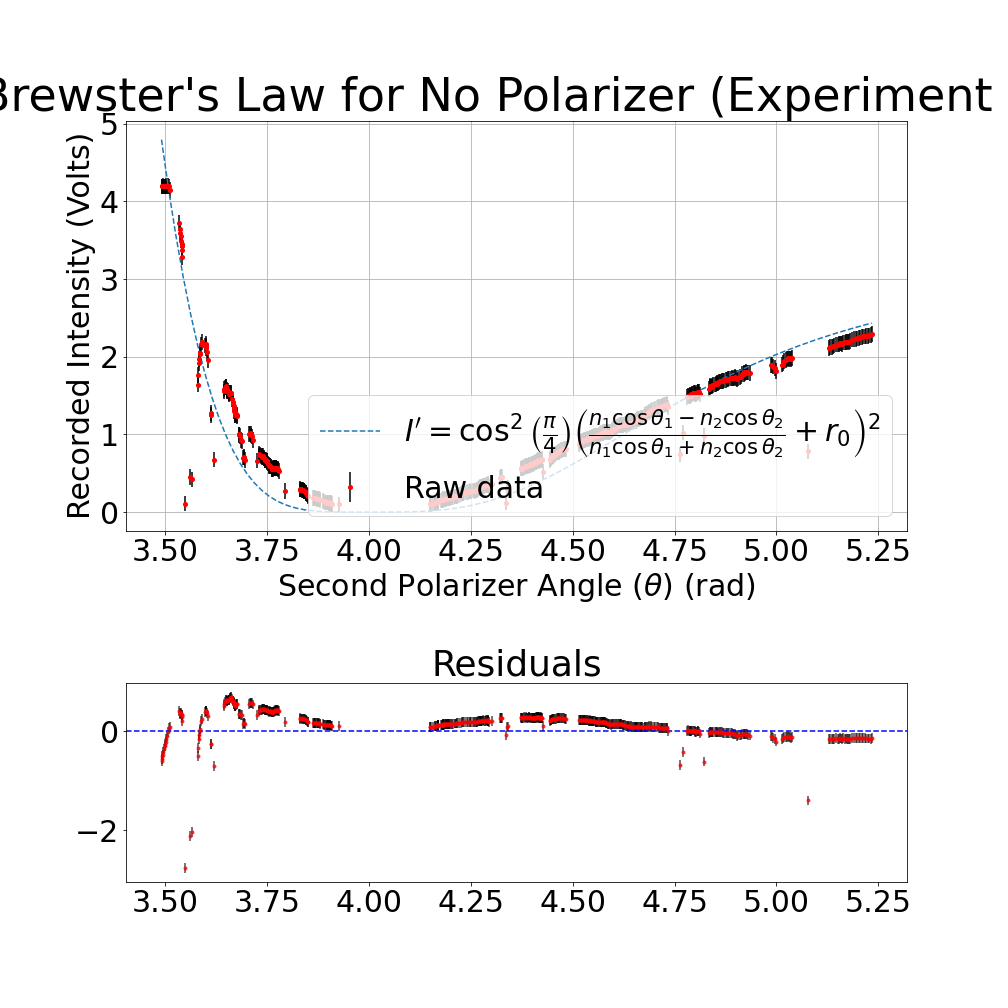 Brewster's Law for No Polarizer (Experiment
5
4
3
2
1
0
Recorded Intensity (Volts)
I′ = cos² (π/4) ((n₁cos θ₁ − n₂cos θ₂)/(n₁cos θ₁ + n₂cos θ₂) + r₀)²
Raw data
3.50 3.75 4.00 4.25 4.50 4.75 5.00 5.25
Second Polarizer Angle (θ) (rad)
Residuals
0
−2
3.50 3.75 4.00 4.25 4.50 4.75 5.00 5.25